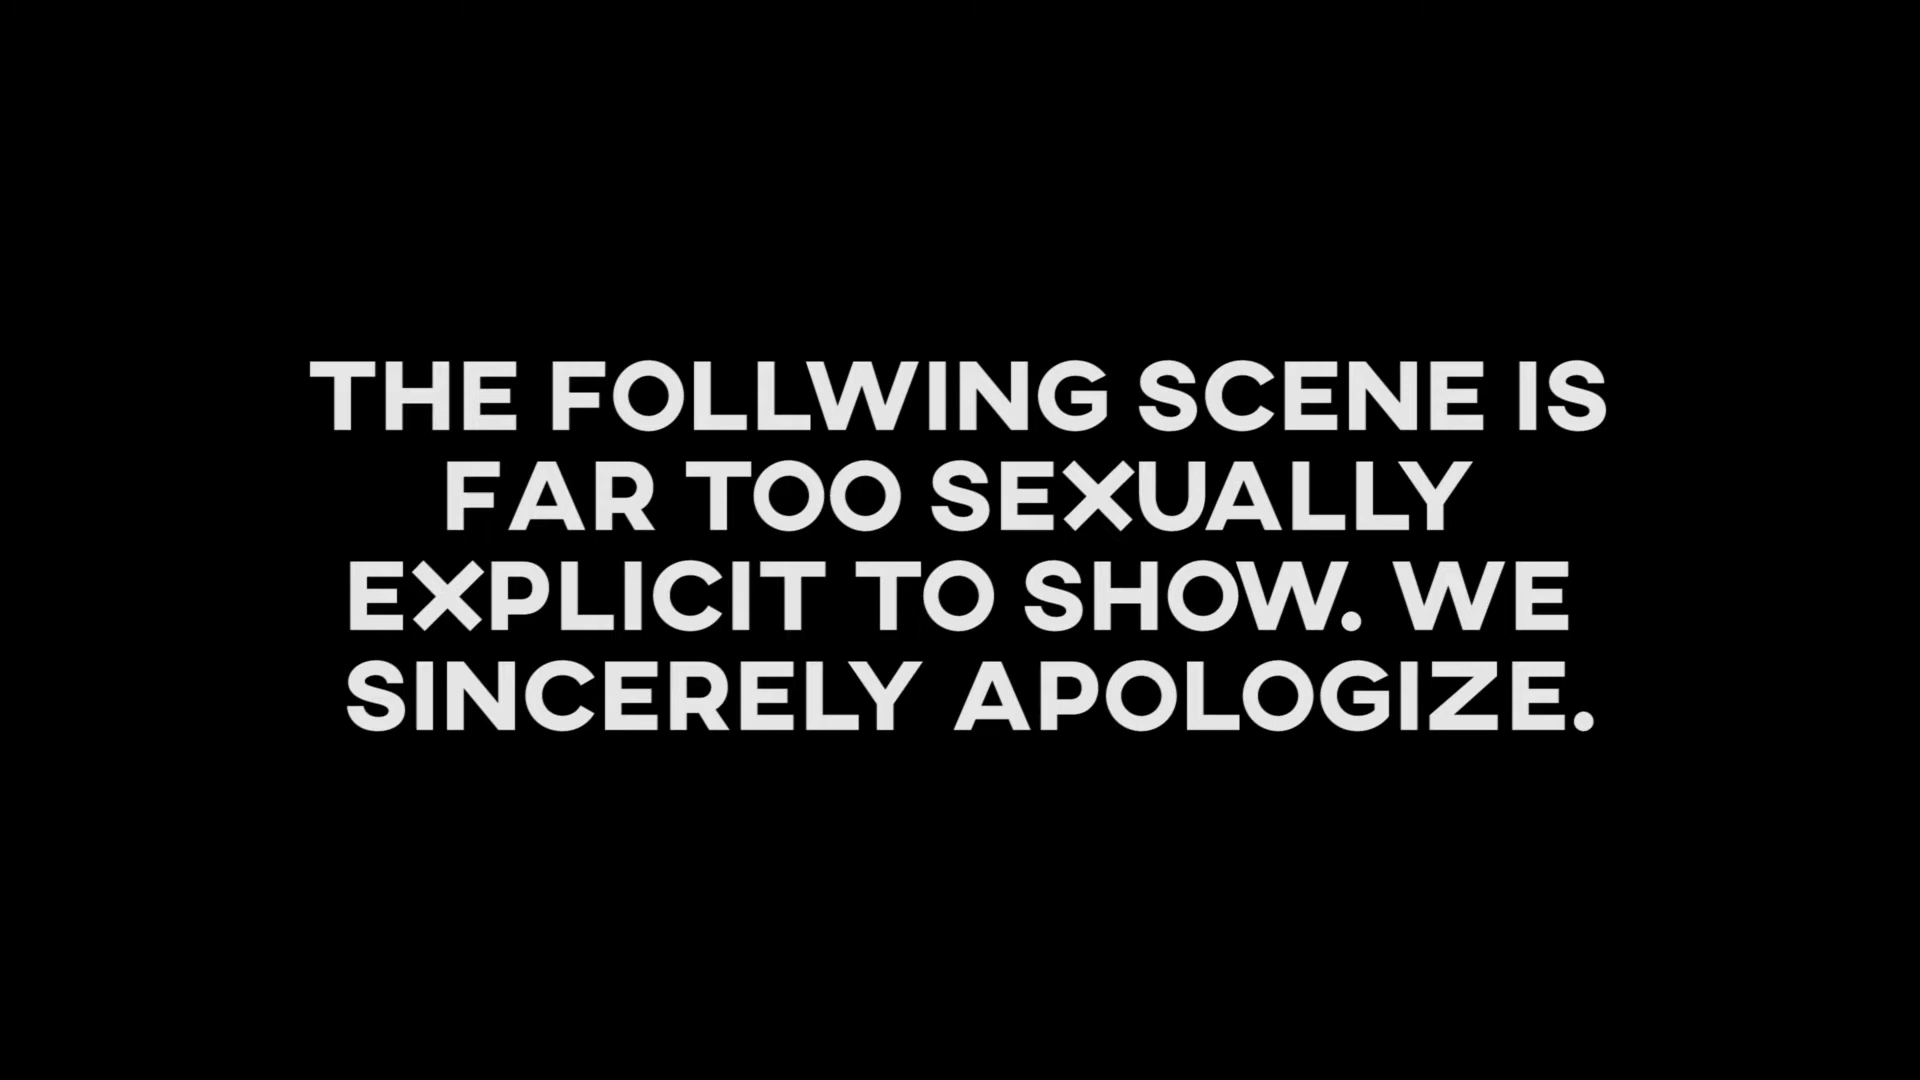 THE FOLLWING SCENE IS
FAR TOO SEXUALLY
EXPLICIT TO SHOW. WE
SINCERELY APOLOGIZE.